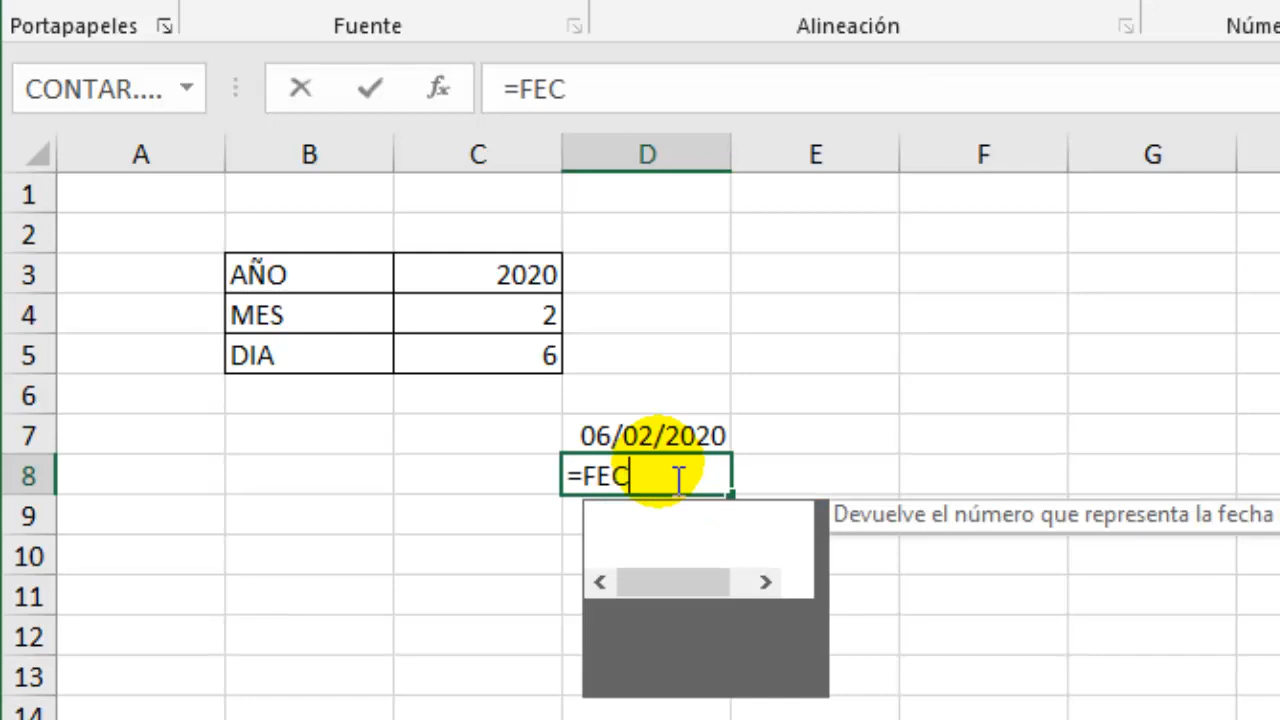 Portapapeles Fuente Alineación
CONTAR.... fx =FEC
A B C D E F G
1
2
3 AÑO 2020
4 MES 2
5 DIA 6
6
7 06/02/2020
8 =FEC
9 Devuelve el número que representa la fecha
10
11
12
13
14